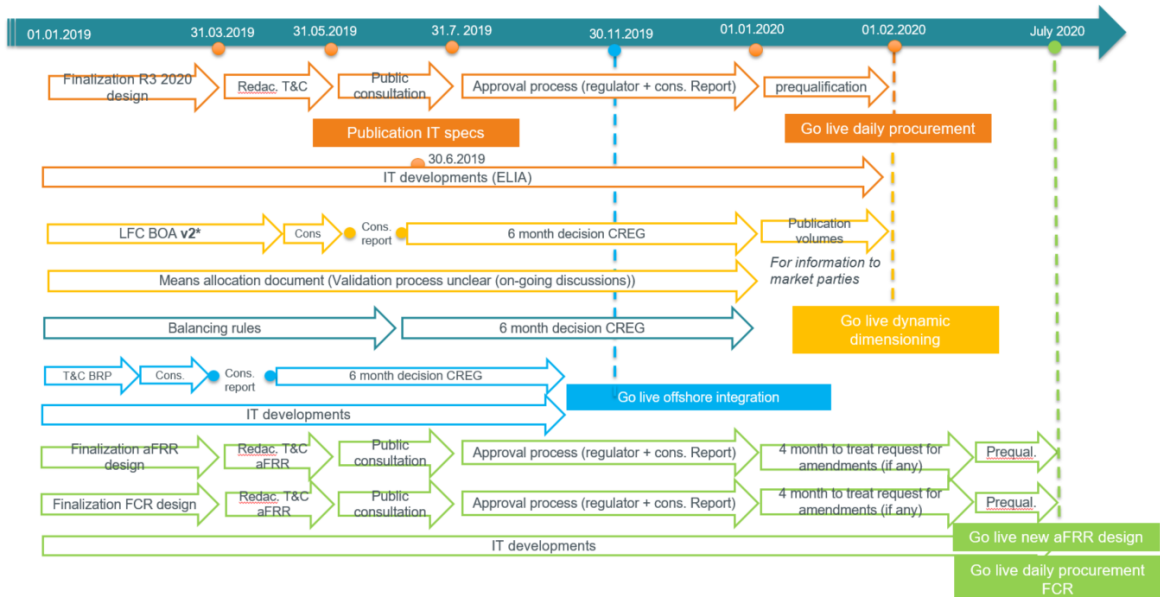 01.01.2019
31.03.2019
31.05.2019
31.7. 2019
30.11.2019
01.01.2020
01.02.2020
July 2020
Finalization R3 2020
design
Redac. T&C
Public
consultation
Approval process (regulator + cons. Report)
prequalification
Publication IT specs
Go live daily procurement
30.6.2019
IT developments (ELIA)
LFC BOA v2*
Cons
Cons.
report
6 month decision CREG
Publication
volumes
Means allocation document (Validation process unclear (on-going discussions))
For information to
market parties
Balancing rules
6 month decision CREG
Go live dynamic
dimensioning
T&C BRP
Cons.
Cons.
report
6 month decision CREG
Go live offshore integration
IT developments
Finalization aFRR
design
Redac. T&C
aFRR
Public
consultation
Approval process (regulator + cons. Report)
4 month to treat request for
amendments (if any)
Prequal.
Finalization FCR design
Redac. T&C
aFRR
Public
consultation
Approval process (regulator + cons. Report)
4 month to treat request for
amendments (if any)
Prequal.
IT developments
Go live new aFRR design
Go live daily procurement
FCR